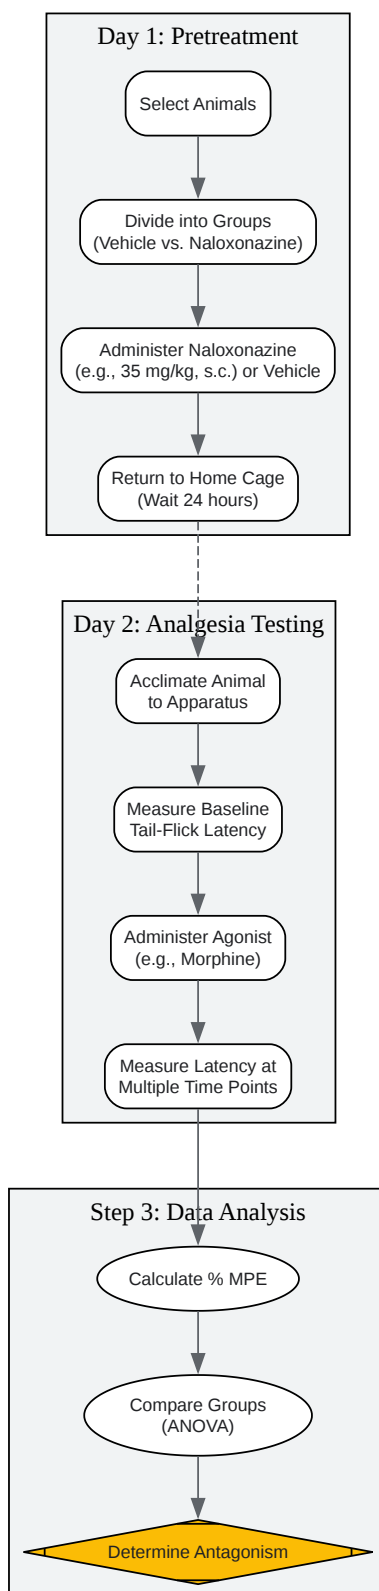 Day 1: Pretreatment
Select Animals
Divide into Groups
(Vehicle vs. Naloxonazine)
Administer Naloxonazine
(e.g., 35 mg/kg, s.c.) or Vehicle
Return to Home Cage
(Wait 24 hours)
Day 2: Analgesia Testing
Acclimate Animal
to Apparatus
Measure Baseline
Tail-Flick Latency
Administer Agonist
(e.g., Morphine)
Measure Latency at
Multiple Time Points
Step 3: Data Analysis
Calculate % MPE
Compare Groups
(ANOVA)
Determine Antagonism